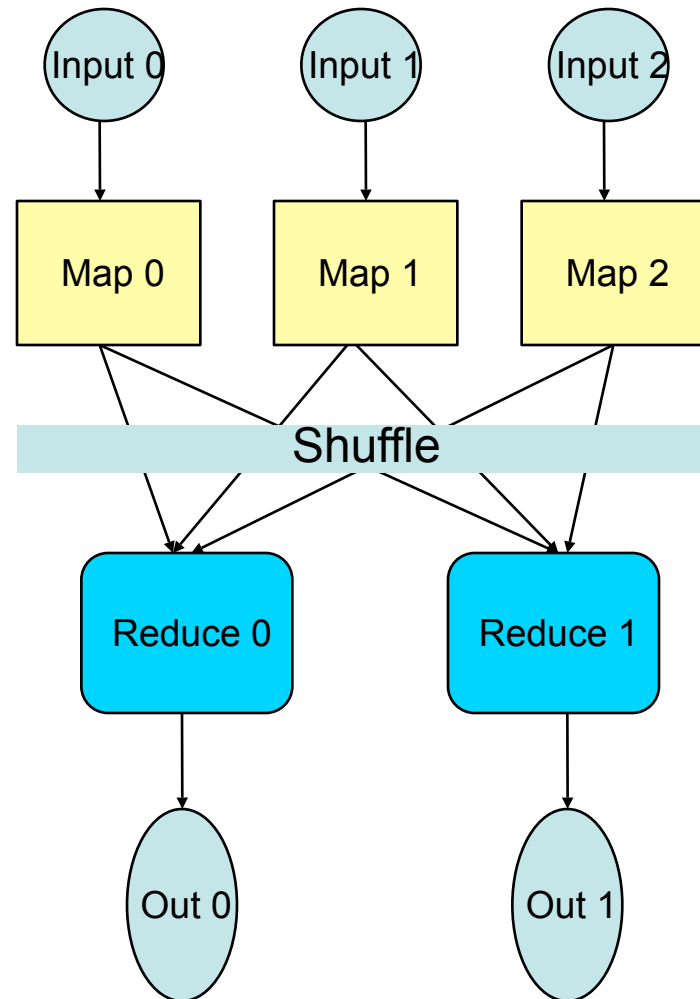 Input 0
Input 1
Input 2
Map 0
Map 1
Map 2
Shuffle
Reduce 0
Reduce 1
Out 0
Out 1